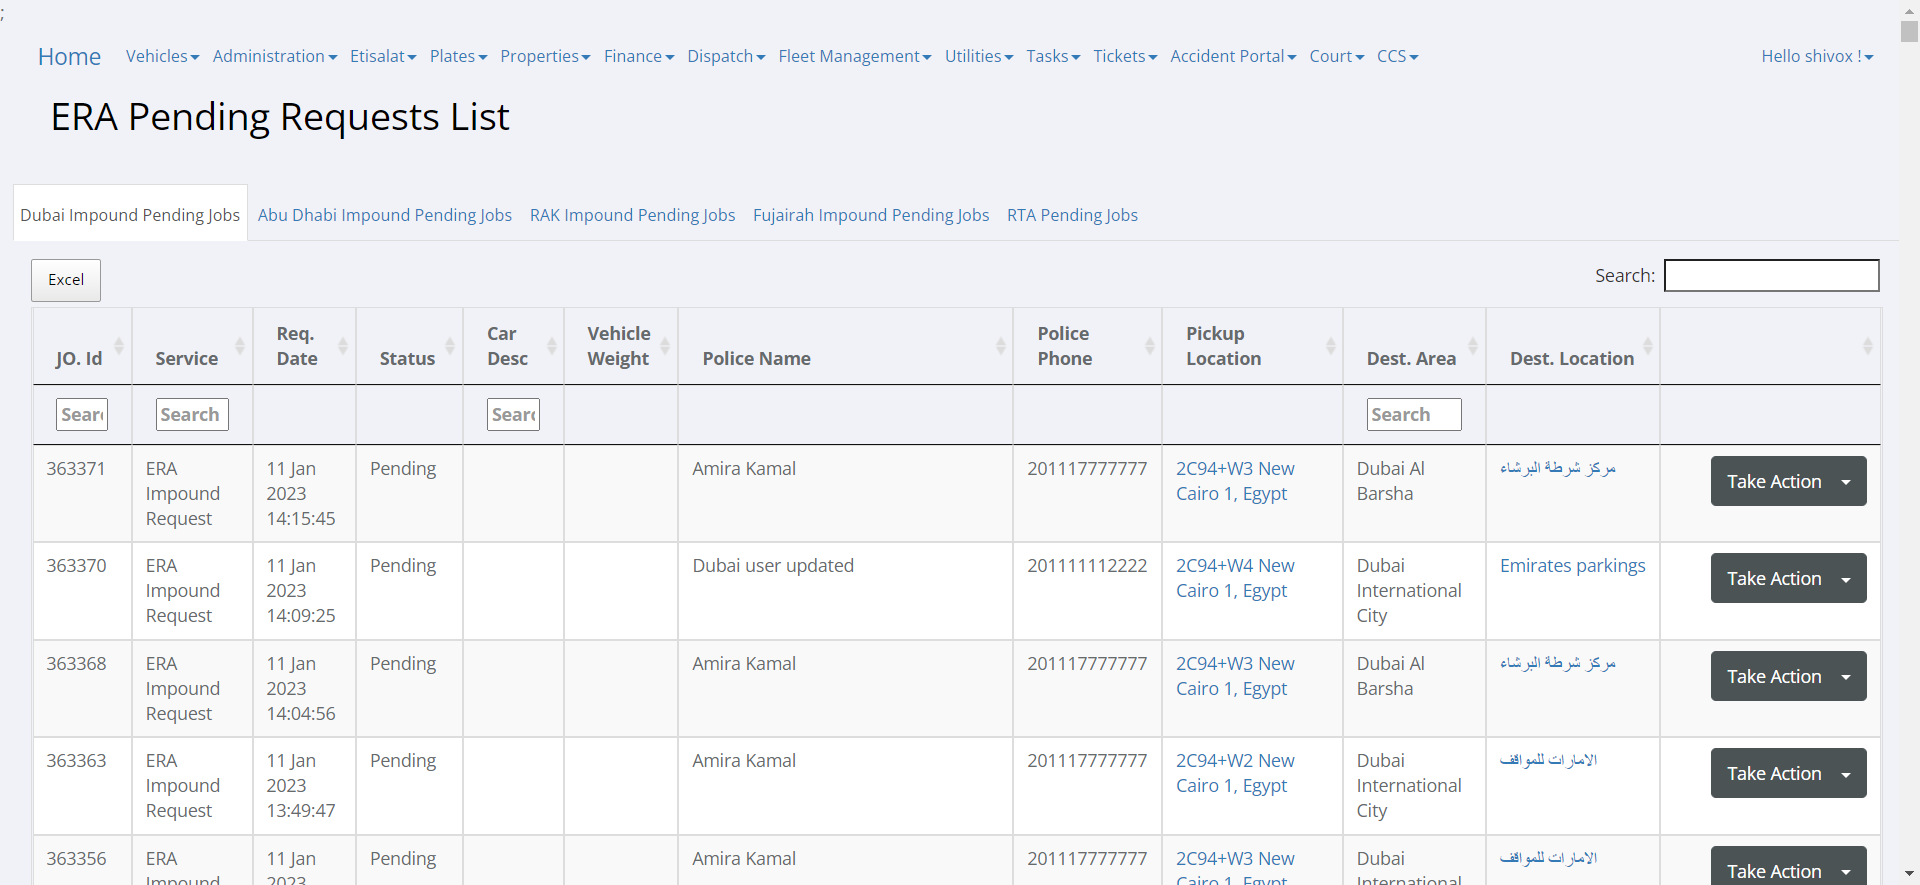 ;
Home Vehicles Administration Etisalat Plates Properties Finance Dispatch Fleet Management Utilities Tasks Tickets Accident Portal Court CCS Hello shivox !
ERA Pending Requests List
Dubai Impound Pending Jobs Abu Dhabi Impound Pending Jobs RAK Impound Pending Jobs Fujairah Impound Pending Jobs RTA Pending Jobs
Excel Search:
JO. Id Service Req. Date Status Car Desc Vehicle Weight Police Name Police Phone Pickup Location Dest. Area Dest. Location
Search Search Search
363371 ERA Impound Request 11 Jan 2023 14:15:45 Pending Amira Kamal 201117777777 2C94+W3 New Cairo 1, Egypt Dubai Al Barsha مركز شرطة البرشاء Take Action
363370 ERA Impound Request 11 Jan 2023 14:09:25 Pending Dubai user updated 201111112222 2C94+W4 New Cairo 1, Egypt Dubai International City Emirates parkings Take Action
363368 ERA Impound Request 11 Jan 2023 14:04:56 Pending Amira Kamal 201117777777 2C94+W3 New Cairo 1, Egypt Dubai Al Barsha مركز شرطة البرشاء Take Action
363363 ERA Impound Request 11 Jan 2023 13:49:47 Pending Amira Kamal 201117777777 2C94+W2 New Cairo 1, Egypt Dubai International City الامارات للمواقف Take Action
363356 ERA Impound 11 Jan 2023 Pending Amira Kamal 201117777777 2C94+W3 New Cairo 1, Egypt Dubai International الامارات للمواقف Take Action